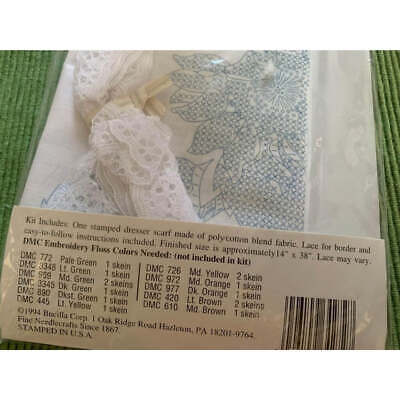 Kit Includes: One stamped dresser scarf made of polycotton blend fabric. Lace for border and
easy-to-follow instructions included. Finished size is approximately 14" x 38". Lace may vary.
DMC Embroidery Floss Colors Needed: (not included in kit)
DMC 772 Pale Green 1 skein
DMC 3348 Lt. Green 1 skein
DMC 959 Md. Green 2 skeins
DMC 3345 Dk. Green 1 skein
DMC 890 Dkst. Green 1 skein
DMC 445 Lt. Yellow 1 skein
DMC 726 Md. Yellow 2 skeins
DMC 972 Md. Orange 1 skein
DMC 977 Dk. Orange 1 skein
DMC 420 Lt. Brown 2 skeins
DMC 610 Md. Brown 1 skein
©1994 Bucilla Corp. 1 Oak Ridge Road Hazleton, PA 18201-9764.
Fine Needlecrafts Since 1867.
STAMPED IN U.S.A.